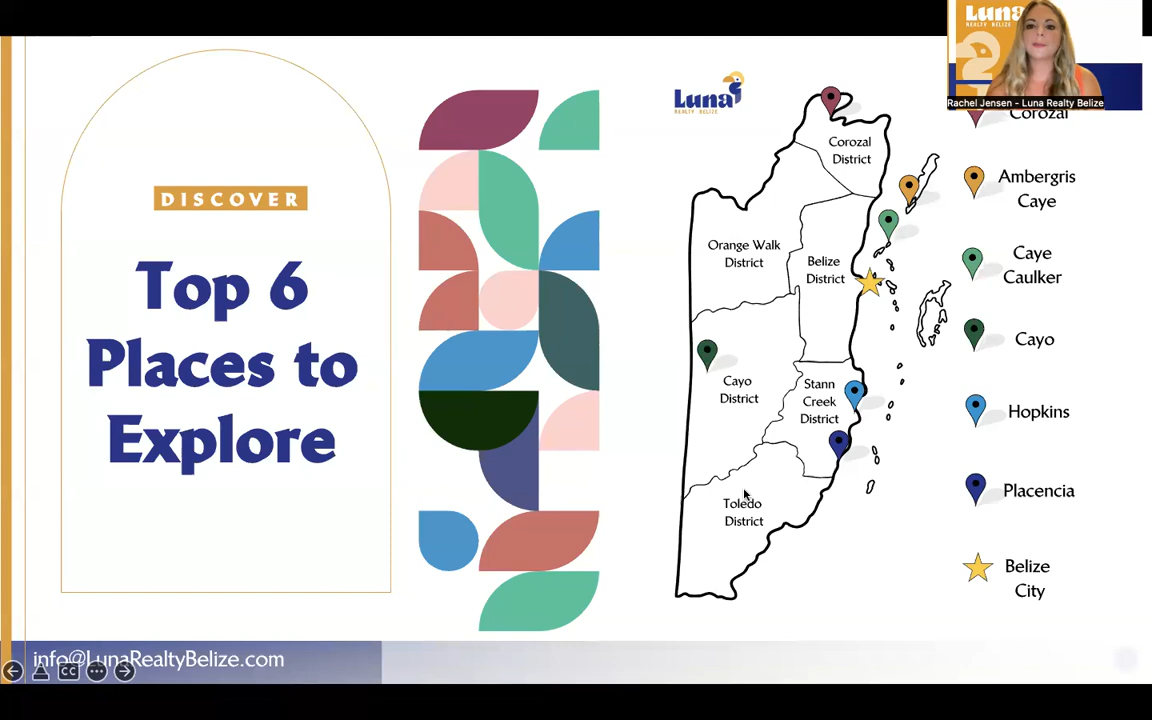 DISCOVER
Top 6
Places to
Explore
Luna
REALTY BELIZE
Corozal
District
Orange Walk
District
Belize
District
Cayo
District
Stann
Creek
District
Toledo
District
Luna
REALTY BELIZE
Rachel Jensen - Luna Realty Belize
Corozal
Ambergris
Caye
Caye
Caulker
Cayo
Hopkins
Placencia
Belize
City
info@LunaRealtyBelize.com
CC